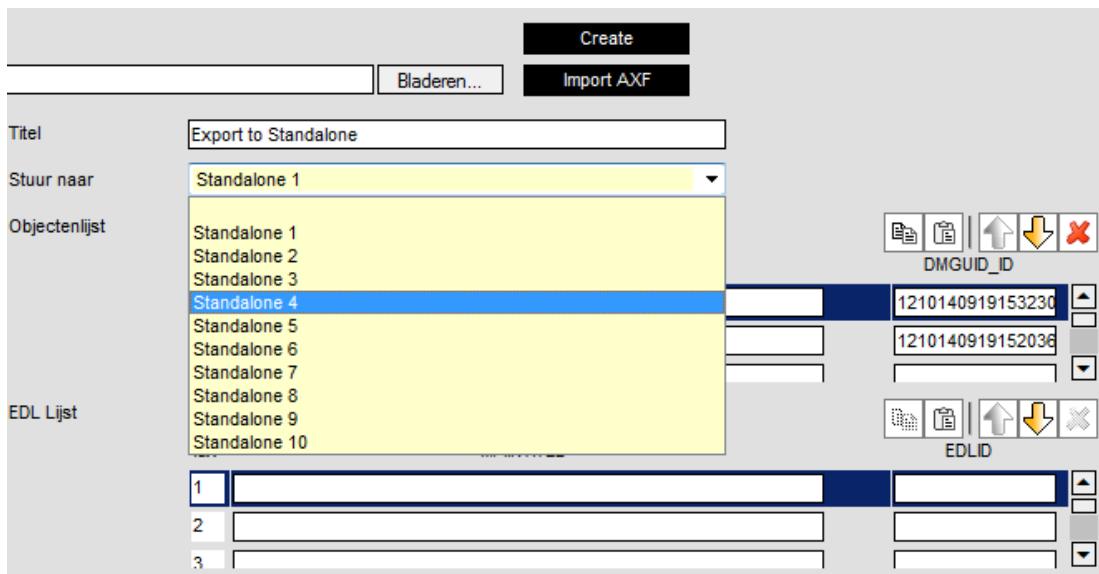 Create
Bladeren...
Import AXF
Titel
Export to Standalone
Stuur naar
Standalone 1
Objectenlijst
Standalone 1
Standalone 2
Standalone 3
Standalone 4
Standalone 5
Standalone 6
Standalone 7
Standalone 8
Standalone 9
Standalone 10
DMGUID_ID
1210140919153230
1210140919152036
EDL Lijst
EDLID
1
2
3